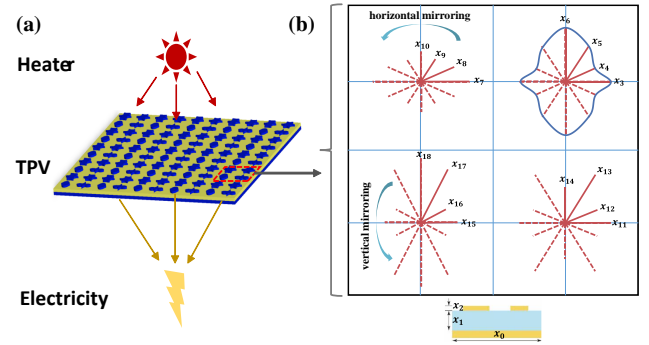 (a)
Heater
TPV
Electricity
(b)
horizontal mirroring
x10
x9
x8
x7
x6
x5
x4
x3
vertical mirroring
x18
x17
x16
x15
x14
x13
x12
x11
x2
x1
x0